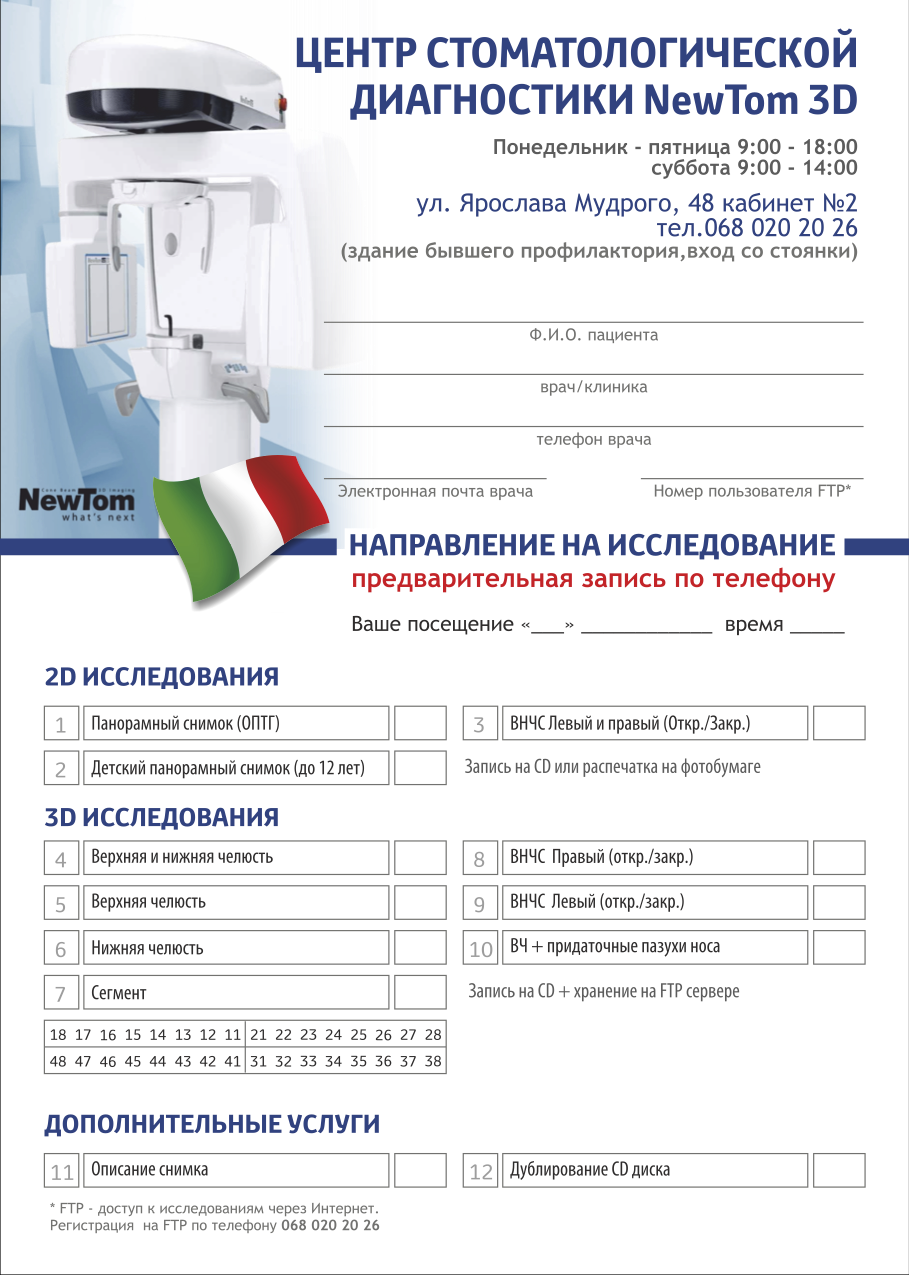 ЦЕНТР СТОМАТОЛОГИЧЕСКОЙ
ДИАГНОСТИКИ NewTom 3D
Понедельник - пятница 9:00 - 18:00
суббота 9:00 - 14:00
ул. Ярослава Мудрого, 48 кабинет №2
тел.068 020 20 26
(здание бывшего профилактория,вход со стоянки)
Ф.И.О. пациента
врач/клиника
телефон врача
Электронная почта врача Номер пользователя FTP*
Cone Beam 3D imaging
NewTom
what's next
НАПРАВЛЕНИЕ НА ИССЛЕДОВАНИЕ
предварительная запись по телефону
Ваше посещение «___» ____________ время _____
2D ИССЛЕДОВАНИЯ
1 Панорамный снимок (ОПТГ)
3 ВНЧС Левый и правый (Откр./Закр.)
2 Детский панорамный снимок (до 12 лет)
Запись на CD или распечатка на фотобумаге
3D ИССЛЕДОВАНИЯ
4 Верхняя и нижняя челюсть
8 ВНЧС Правый (откр./закр.)
5 Верхняя челюсть
9 ВНЧС Левый (откр./закр.)
6 Нижняя челюсть
10 ВЧ + придаточные пазухи носа
7 Сегмент
Запись на CD + хранение на FTP сервере
18 17 16 15 14 13 12 11 21 22 23 24 25 26 27 28
48 47 46 45 44 43 42 41 31 32 33 34 35 36 37 38
ДОПОЛНИТЕЛЬНЫЕ УСЛУГИ
11 Описание снимка
12 Дублирование CD диска
* FTP - доступ к исследованиям через Интернет.
Регистрация на FTP по телефону 068 020 20 26